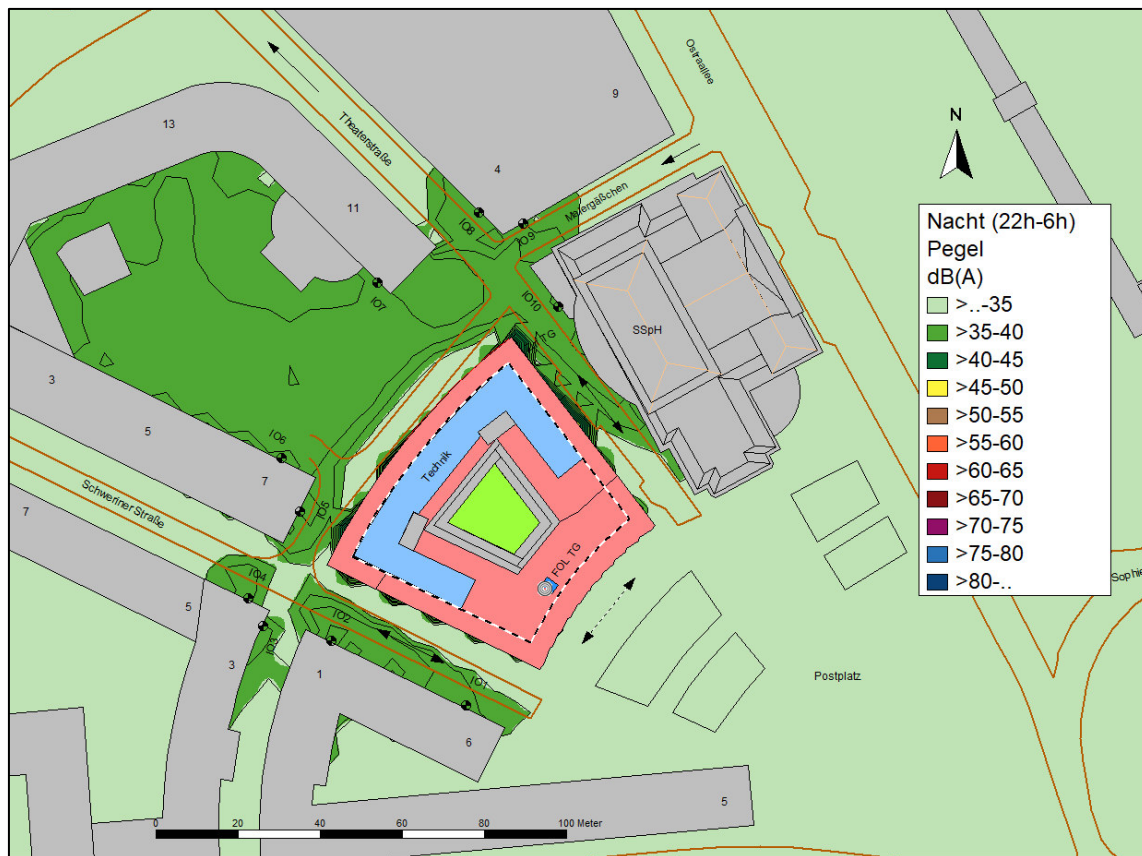 9
Ostraallee
13
Theaterstraße
N
4
Malergäßchen
Nacht (22h-6h)
Pegel
dB(A)
>..-35
>35-40
>40-45
>45-50
>50-55
>55-60
>60-65
>65-70
>70-75
>75-80
>80-..
11
IO8
IO9
IO7
IO10
SSpH
TG
3
5
IO6
7
Technik
IO5
Schweriner Straße
7
FOL TG
IO4
Sophie
5
IO2
IO3
3
1
IO1
Postplatz
6
5
0 20 40 60 80 100 Meter